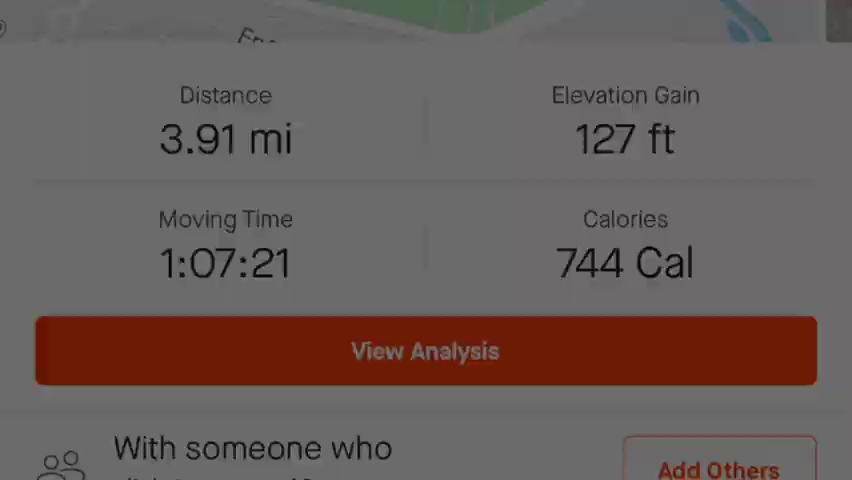 Distance
Elevation Gain
3.91 mi
127 ft
Moving Time
Calories
1:07:21
744 Cal
View Analysis
With someone who
Add Others